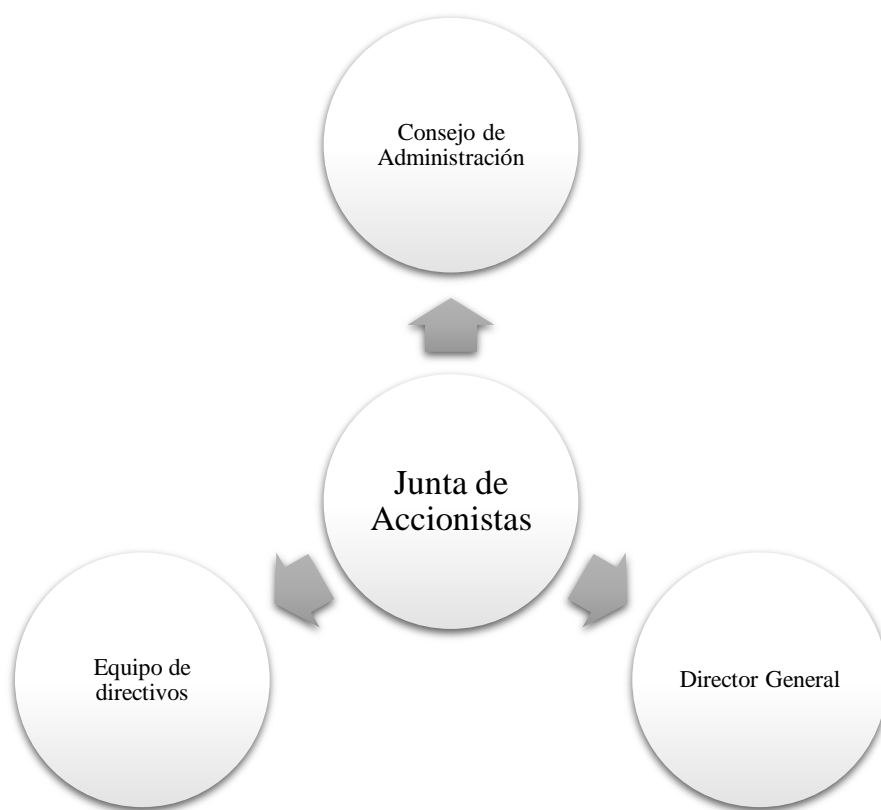 Consejo de
Administración
Junta de
Accionistas
Equipo de
directivos
Director General